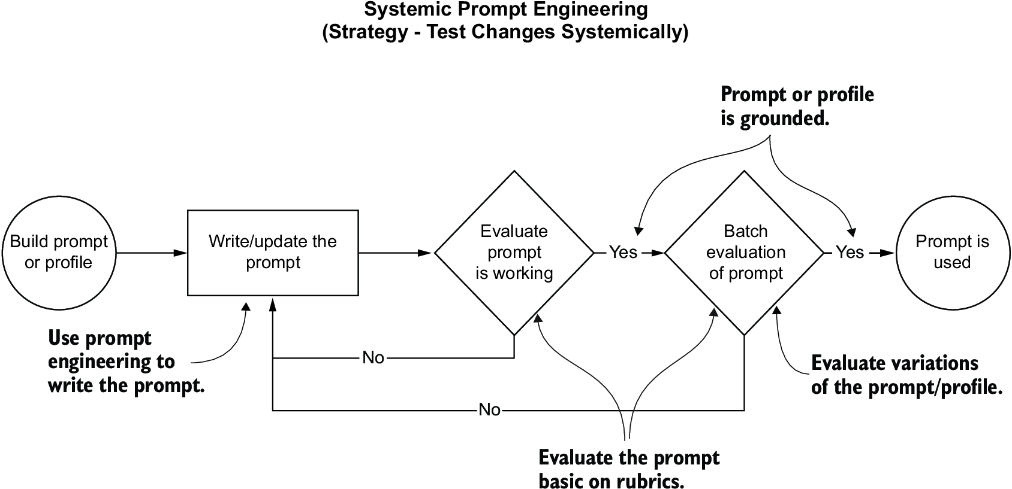 Systemic Prompt Engineering
(Strategy - Test Changes Systemically)
Prompt or profile
is grounded.
Build prompt
or profile
Write/update the
prompt
Evaluate
prompt
is working
Yes
Batch
evaluation
of prompt
Yes
Prompt is
used
Use prompt
engineering to
write the prompt.
No
No
Evaluate variations
of the prompt/profile.
Evaluate the prompt
basic on rubrics.